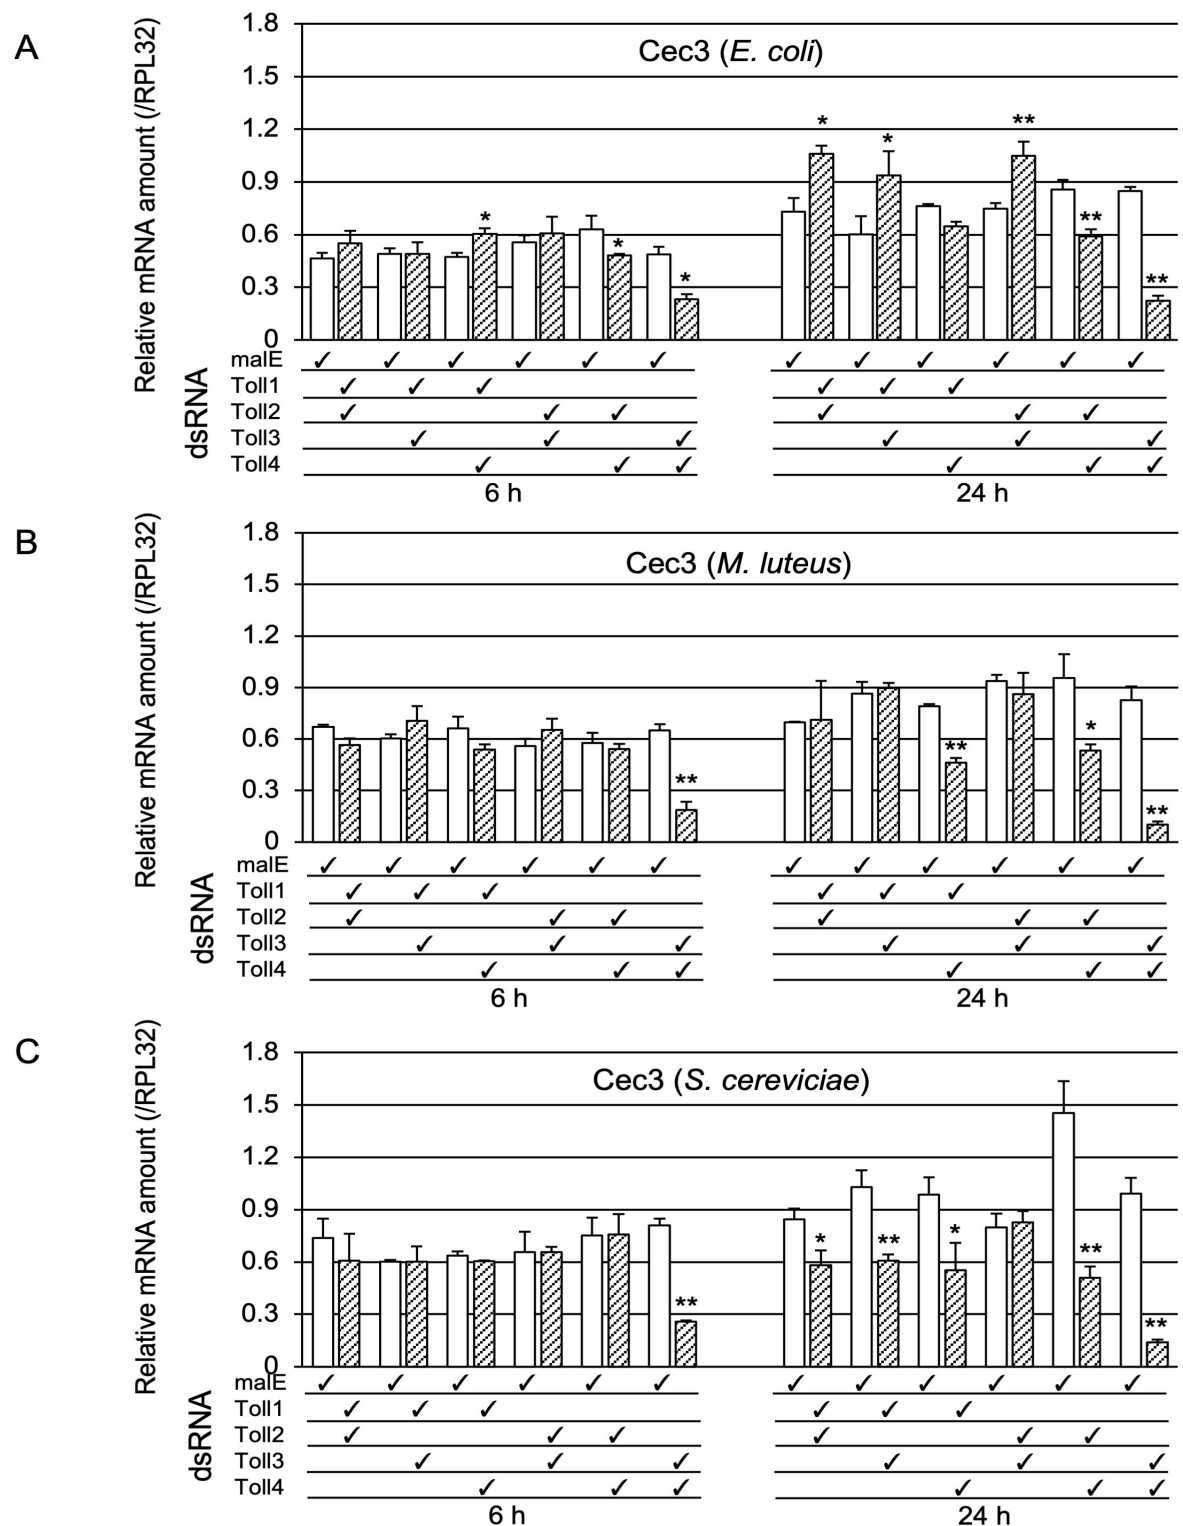 A
Relative mRNA amount (/RPL32)
Cec3 (E. coli)
1.8
1.5
1.2
0.9
0.6
0.3
0
* * * * * ** ** **
dsRNA
malE ✓ ✓ ✓ ✓ ✓ ✓ ✓ ✓ ✓ ✓ ✓ ✓
Toll1 ✓ ✓ ✓ ✓ ✓ ✓
Toll2 ✓ ✓ ✓ ✓ ✓ ✓
Toll3 ✓ ✓ ✓ ✓ ✓ ✓
Toll4 ✓ ✓ ✓ ✓ ✓ ✓
6 h 24 h
B
Relative mRNA amount (/RPL32)
Cec3 (M. luteus)
1.8
1.5
1.2
0.9
0.6
0.3
0
** ** * **
dsRNA
malE ✓ ✓ ✓ ✓ ✓ ✓ ✓ ✓ ✓ ✓ ✓ ✓
Toll1 ✓ ✓ ✓ ✓ ✓ ✓
Toll2 ✓ ✓ ✓ ✓ ✓ ✓
Toll3 ✓ ✓ ✓ ✓ ✓ ✓
Toll4 ✓ ✓ ✓ ✓ ✓ ✓
6 h 24 h
C
Relative mRNA amount (/RPL32)
Cec3 (S. cereviciae)
1.8
1.5
1.2
0.9
0.6
0.3
0
** * ** * ** **
dsRNA
malE ✓ ✓ ✓ ✓ ✓ ✓ ✓ ✓ ✓ ✓ ✓ ✓
Toll1 ✓ ✓ ✓ ✓ ✓ ✓
Toll2 ✓ ✓ ✓ ✓ ✓ ✓
Toll3 ✓ ✓ ✓ ✓ ✓ ✓
Toll4 ✓ ✓ ✓ ✓ ✓ ✓
6 h 24 h